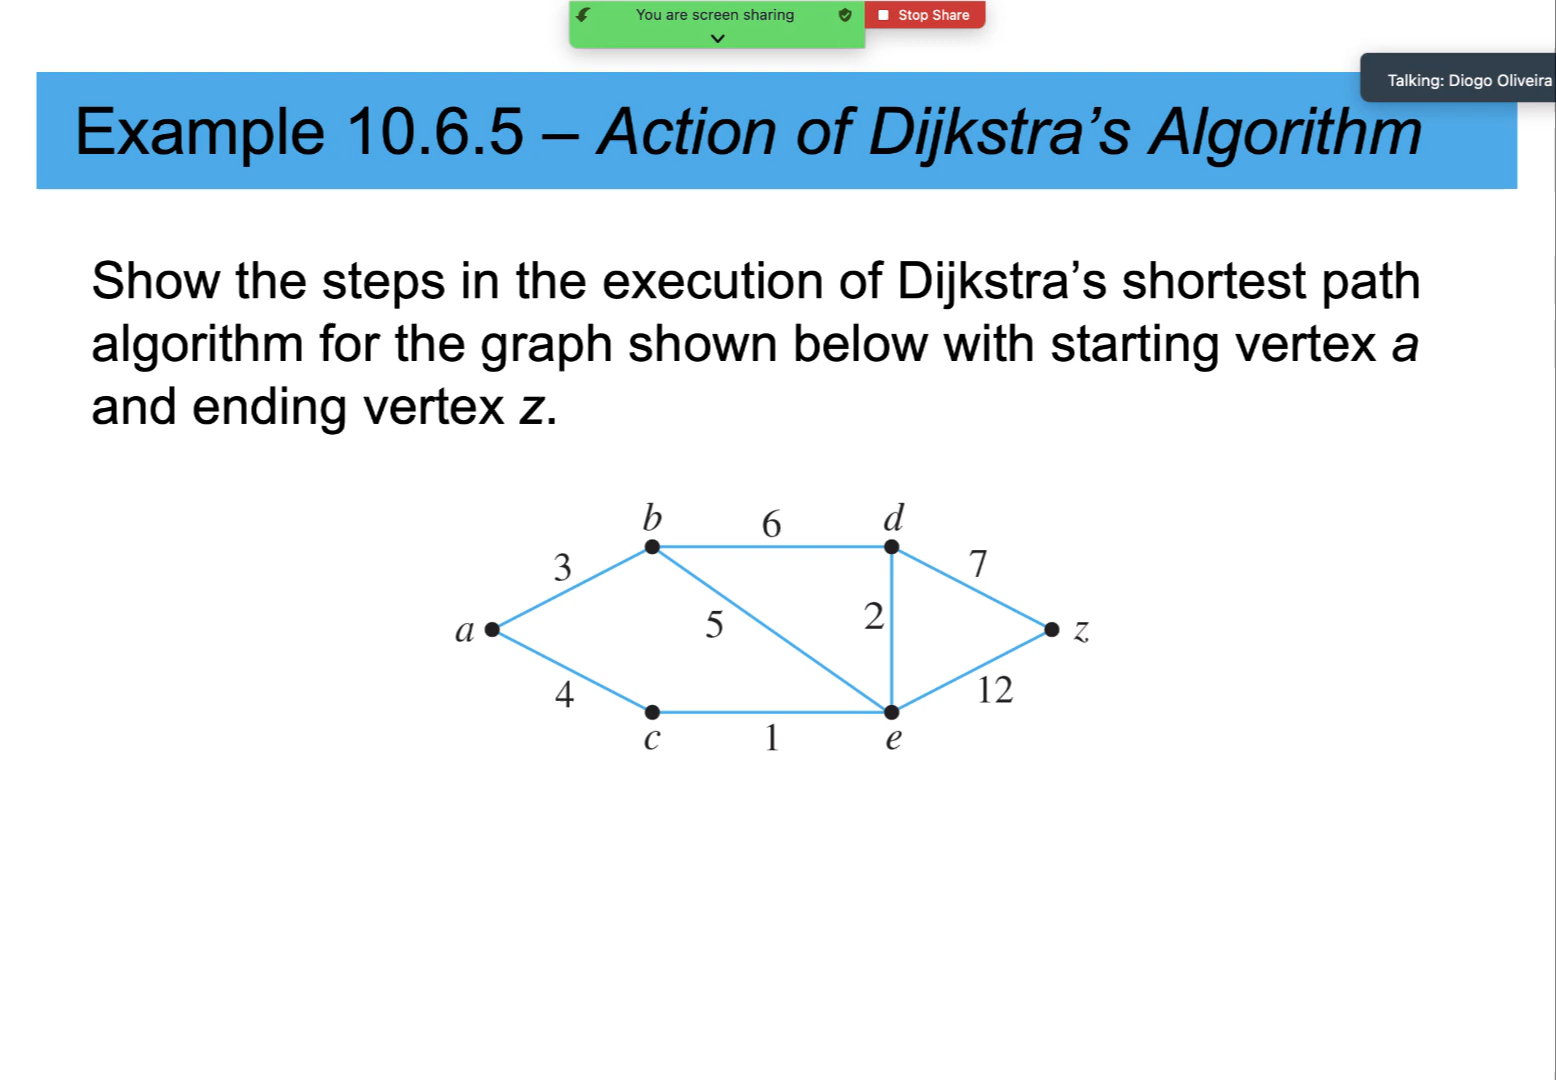 You are screen sharing
Stop Share
Talking: Diogo Oliveira
Example 10.6.5 – Action of Dijkstra’s Algorithm
Show the steps in the execution of Dijkstra’s shortest path
algorithm for the graph shown below with starting vertex a
and ending vertex z.
b 6 d
3 7
a 5 2 z
4 12
c 1 e